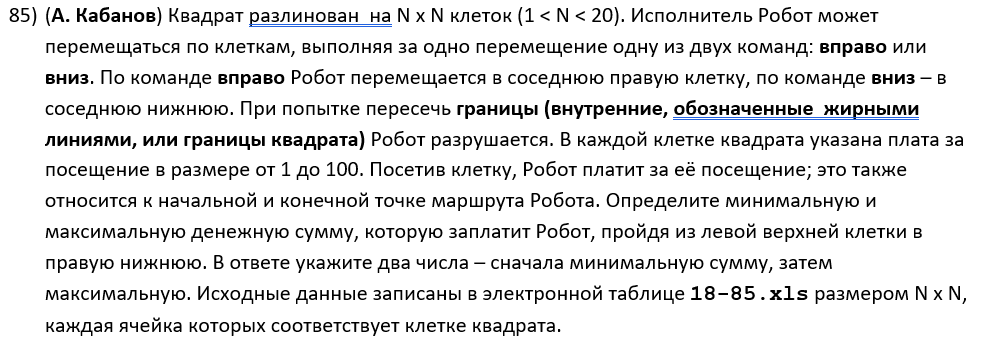 85) (А. Кабанов) Квадрат разлинован на N x N клеток (1 < N < 20). Исполнитель Робот может
перемещаться по клеткам, выполняя за одно перемещение одну из двух команд: вправо или
вниз. По команде вправо Робот перемещается в соседнюю правую клетку, по команде вниз – в
соседнюю нижнюю. При попытке пересечь границы (внутренние, обозначенные жирными
линиями, или границы квадрата) Робот разрушается. В каждой клетке квадрата указана плата за
посещение в размере от 1 до 100. Посетив клетку, Робот платит за её посещение; это также
относится к начальной и конечной точке маршрута Робота. Определите минимальную и
максимальную денежную сумму, которую заплатит Робот, пройдя из левой верхней клетки в
правую нижнюю. В ответе укажите два числа – сначала минимальную сумму, затем
максимальную. Исходные данные записаны в электронной таблице 18-85.xls размером N x N,
каждая ячейка которых соответствует клетке квадрата.